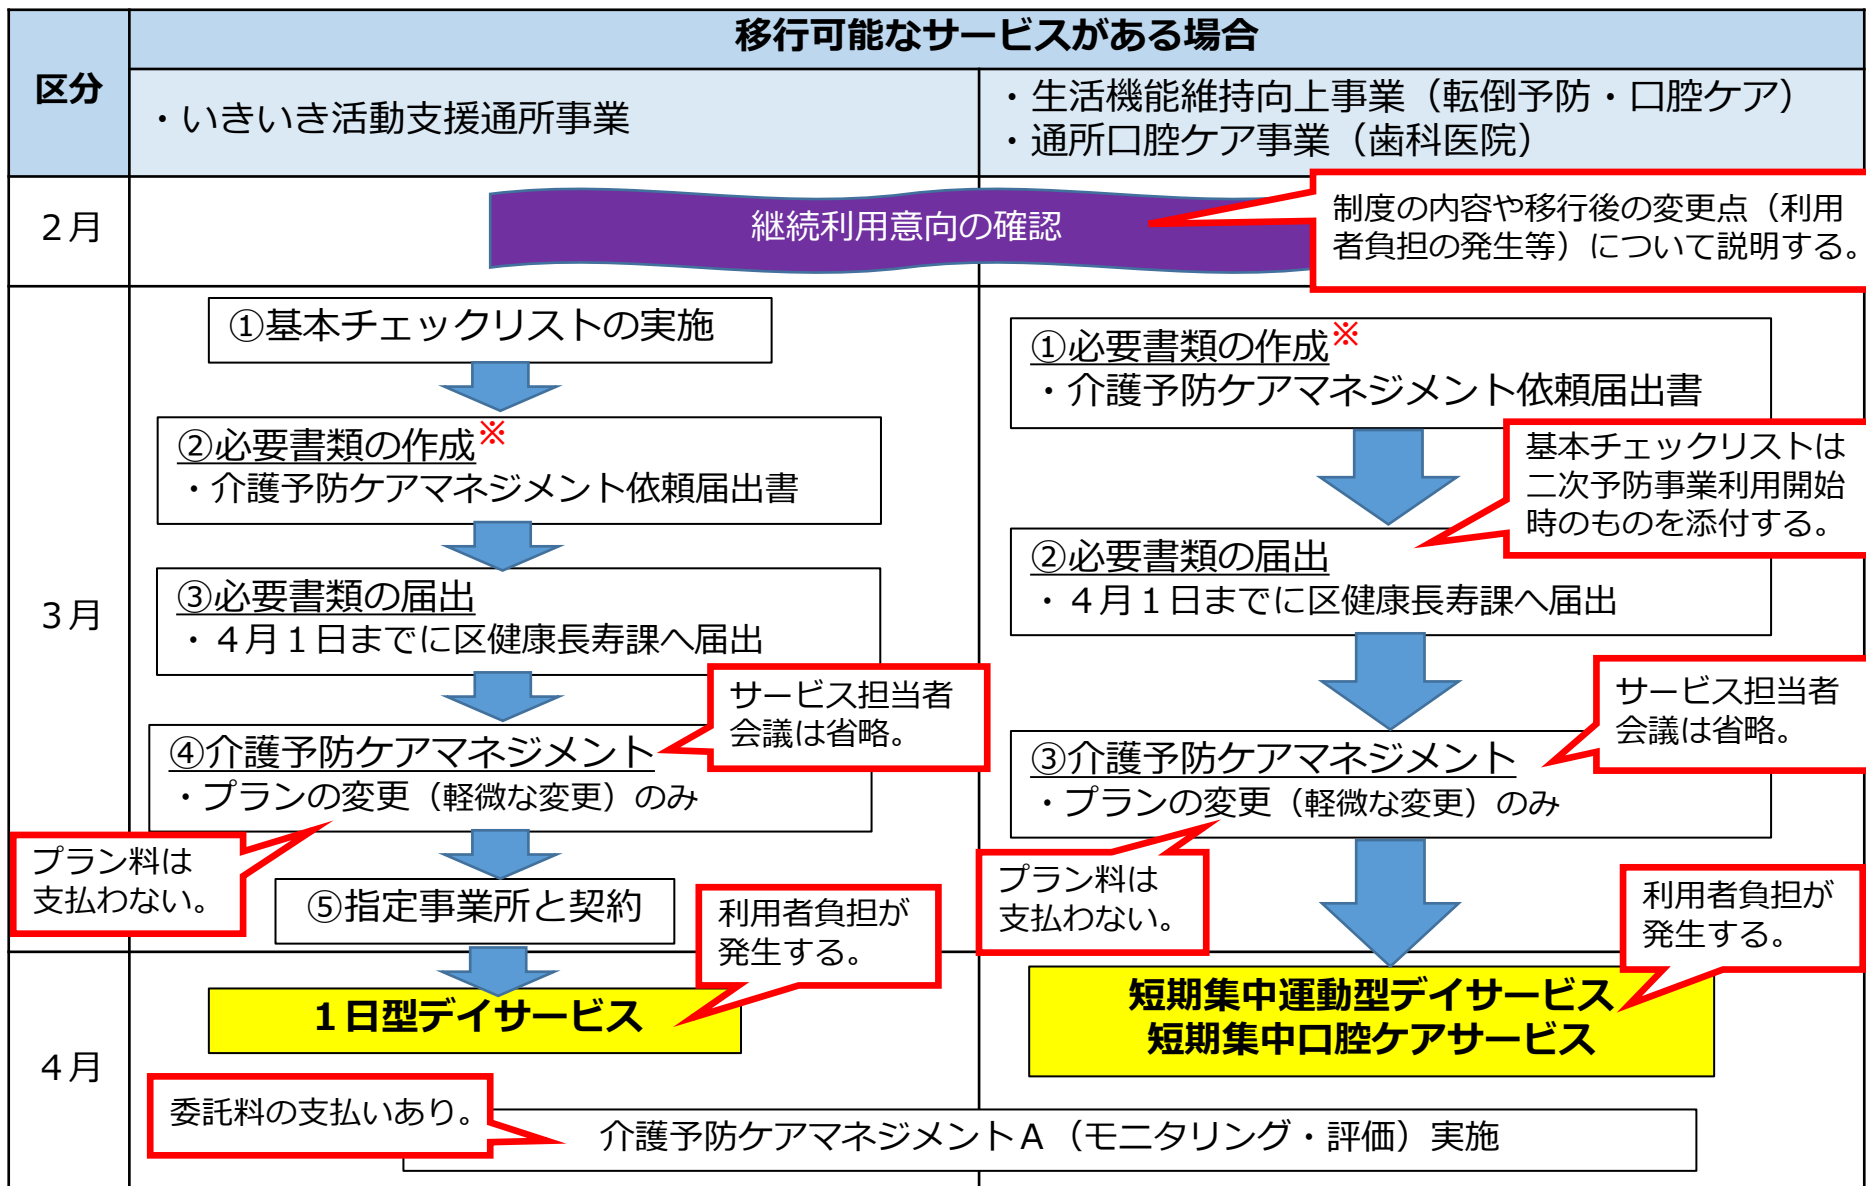 区分
移行可能なサービスがある場合
・いきいき活動支援通所事業
・生活機能維持向上事業（転倒予防・口腔ケア）
・通所口腔ケア事業（歯科医院）
２月
継続利用意向の確認
制度の内容や移行後の変更点（利用
者負担の発生等）について説明する。
３月
①基本チェックリストの実施
②必要書類の作成※
・介護予防ケアマネジメント依頼届出書
③必要書類の届出
・４月１日までに区健康長寿課へ届出
サービス担当者
会議は省略。
④介護予防ケアマネジメント
・プランの変更（軽微な変更）のみ
プラン料は
支払わない。
⑤指定事業所と契約
①必要書類の作成※
・介護予防ケアマネジメント依頼届出書
基本チェックリストは
二次予防事業利用開始
時のものを添付する。
②必要書類の届出
・４月１日までに区健康長寿課へ届出
サービス担当者
会議は省略。
③介護予防ケアマネジメント
・プランの変更（軽微な変更）のみ
プラン料は
支払わない。
４月
利用者負担が
発生する。
１日型デイサービス
利用者負担が
発生する。
短期集中運動型デイサービス
短期集中口腔ケアサービス
委託料の支払いあり。
介護予防ケアマネジメントＡ（モニタリング・評価）実施